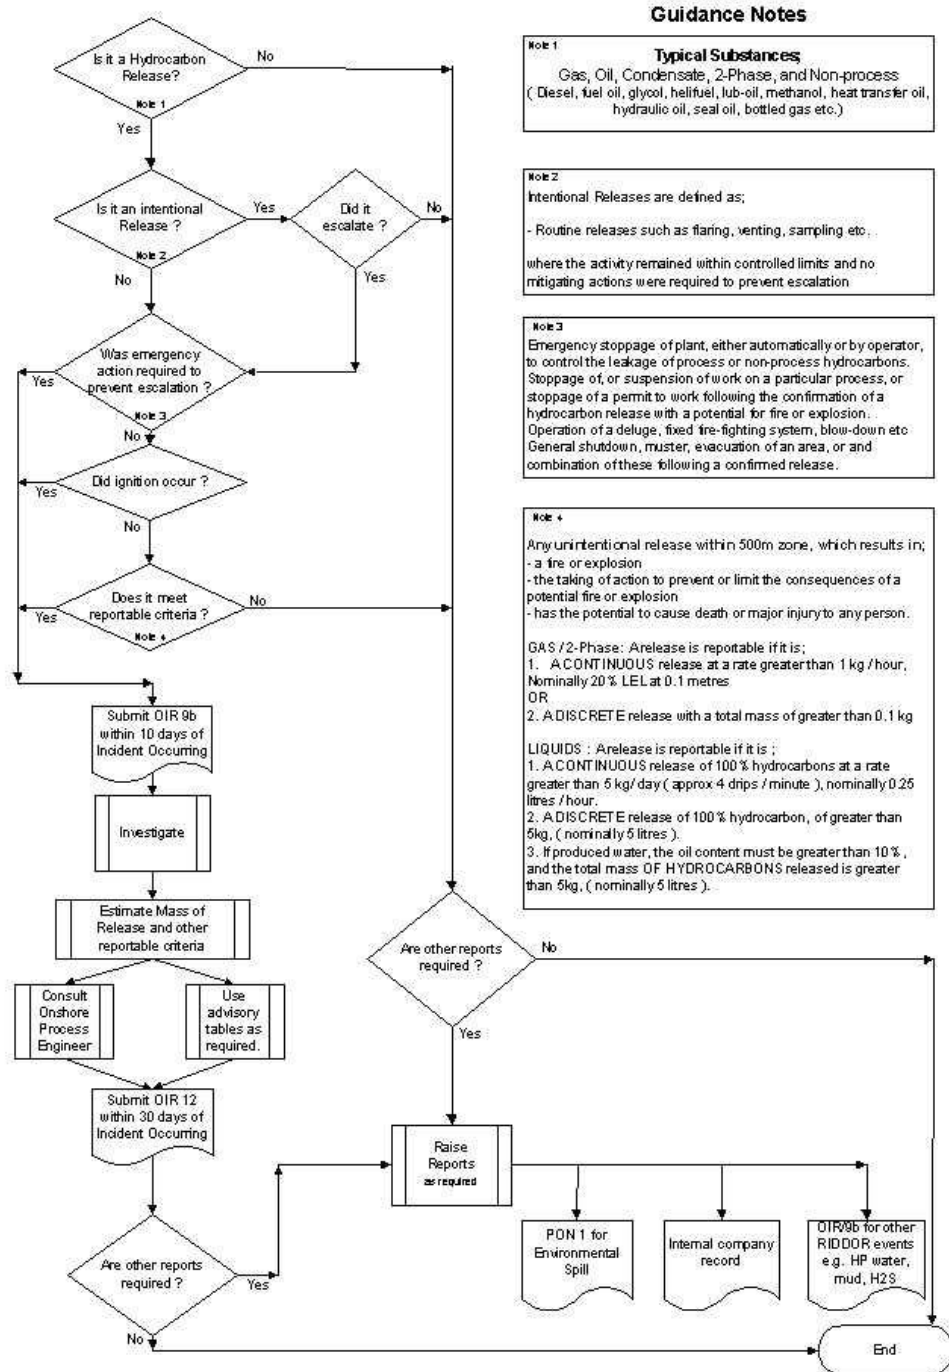 Guidance Notes
Is it a Hydrocarbon
Release?
Note 1
No
Yes
Is it an intentional
Release ?
Note 2
Yes
No
Did it
escalate ?
No
Yes
Was emergency
action required to
prevent escalation ?
Note 3
Yes
No
Did ignition occur ?
Yes
No
Does it meet
reportable criteria ?
Note 4
No
Yes
Submit OIR 9b
within 10 days of
Incident Occurring
Investigate
Estimate Mass of
Release and other
reportable criteria
Consult
Onshore
Process
Engineer
Use
advisory
tables as
required.
Submit OIR 12
within 30 days of
Incident Occurring
Are other reports
required ?
Yes
No
Are other reports
required ?
No
Yes
Raise
Reports
as required
PON 1 for
Environmental
Spill
Internal company
record
OIR/9b for other
RIDDOR events
e.g. HP water,
mud, H2S
End
Note 1
Typical Substances;
Gas, Oil, Condensate, 2-Phase, and Non-process
( Diesel, fuel oil, glycol, helifuel, lub-oil, methanol, heat transfer oil,
hydraulic oil, seal oil, bottled gas etc.)
Note 2
Intentional Releases are defined as;
- Routine releases such as flaring, venting, sampling etc.
where the activity remained within controlled limits and no
mitigating actions were required to prevent escalation
Note 3
Emergency stoppage of plant, either automatically or by operator,
to control the leakage of process or non-process hydrocarbons.
Stoppage of, or suspension of work on a particular process, or
stoppage of a permit to work following the confirmation of a
hydrocarbon release with a potential for fire or explosion.
Operation of a deluge, fixed fire-fighting system, blow-down etc
General shutdown, muster, evacuation of an area, or and
combination of these following a confirmed release.
Note 4
Any unintentional release within 500m zone, which results in;
- a fire or explosion
- the taking of action to prevent or limit the consequences of a
potential fire or explosion
- has the potential to cause death or major injury to any person.
GAS / 2-Phase: A release is reportable if it is;
1. A CONTINUOUS release at a rate greater than 1 kg / hour,
Nominally 20% LEL at 0.1 metres
OR
2. A DISCRETE release with a total mass of greater than 0.1 kg
LIQUIDS : A release is reportable if it is ;
1. A CONTINUOUS release of 100% hydrocarbons at a rate
greater than 5 kg/ day ( approx 4 drips / minute ), nominally 0.25
litres / hour.
2. A DISCRETE release of 100% hydrocarbon, of greater than
5kg, ( nominally 5 litres ).
3. If produced water, the oil content must be greater than 10% ,
and the total mass OF HYDROCARBONS released is greater
than 5kg, ( nominally 5 litres ).